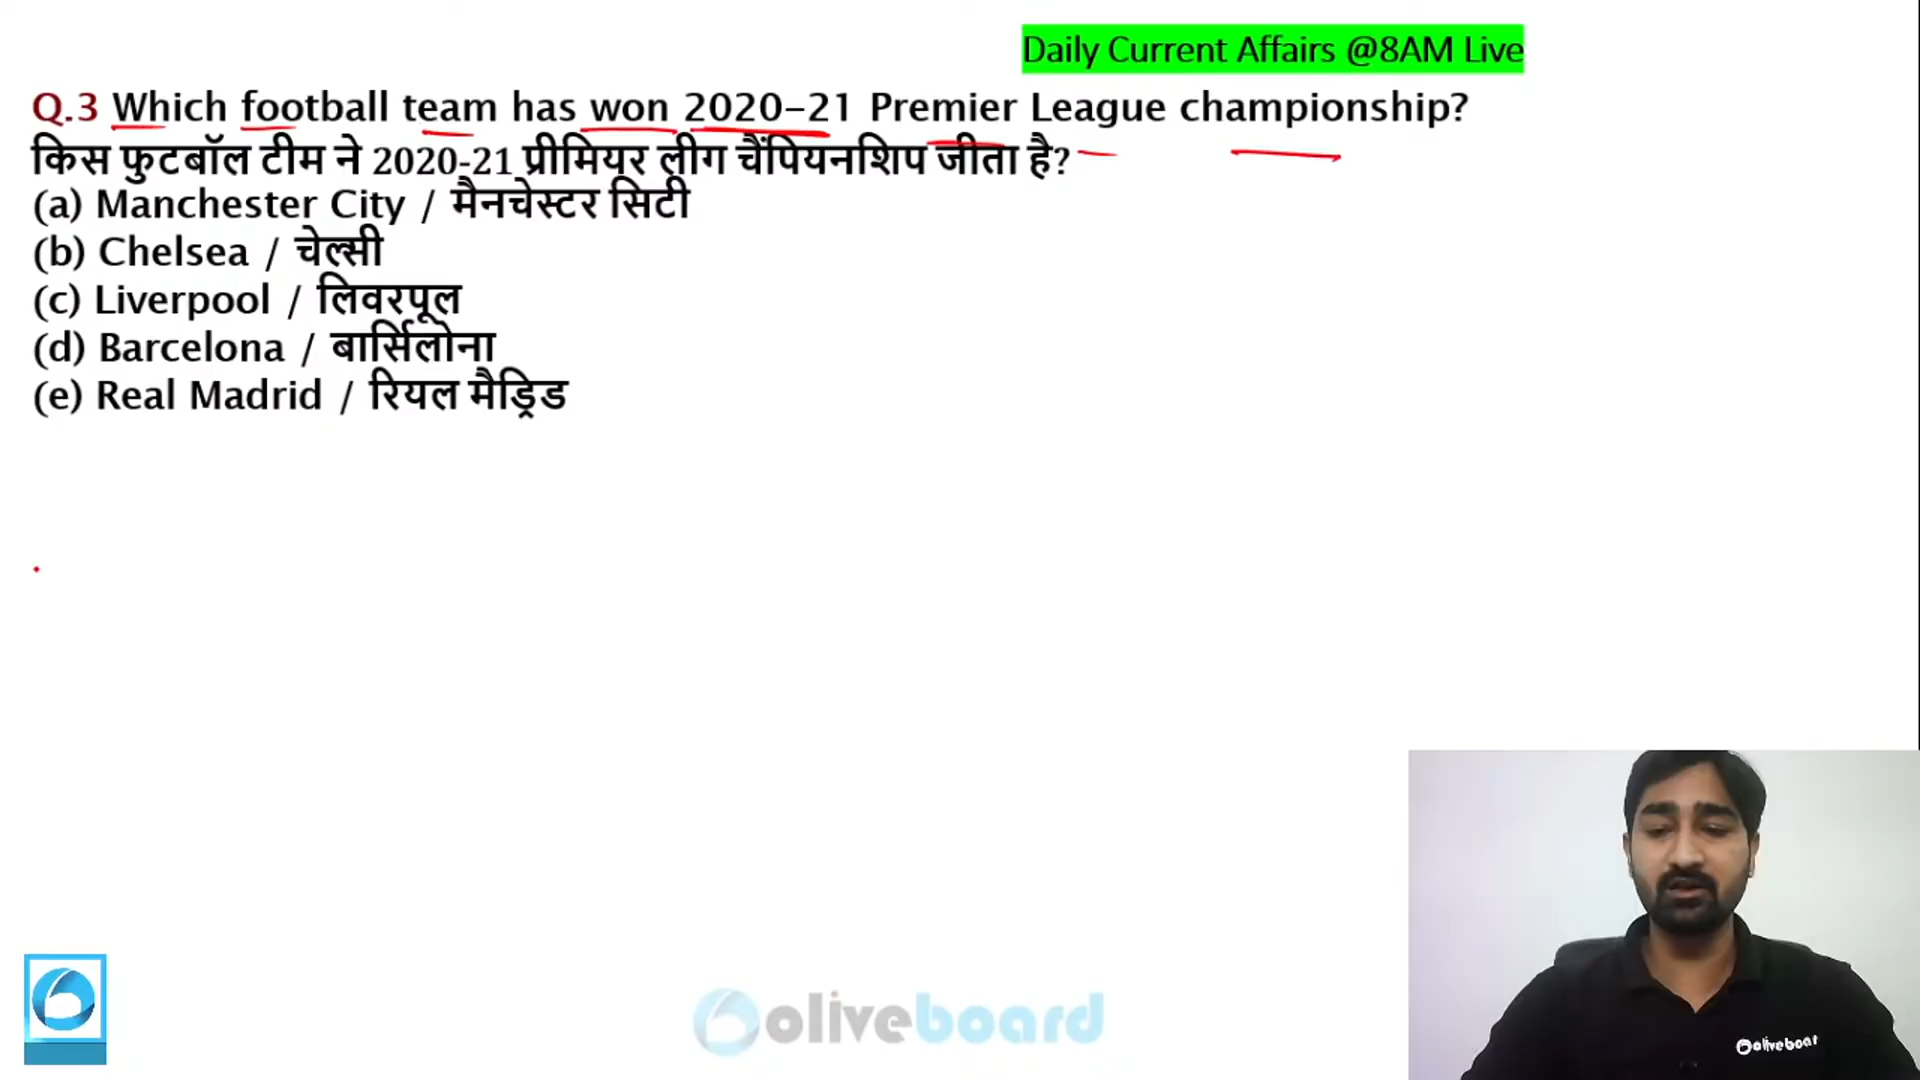 Daily Current Affairs @8AM Live
Q.3 Which football team has won 2020-21 Premier League championship?
किस फुटबॉल टीम ने 2020-21 प्रीमियर लीग चैंपियनशिप जीता है?
(a) Manchester City / मैनचेस्टर सिटी
(b) Chelsea / चेल्सी
(c) Liverpool / लिवरपूल
(d) Barcelona / बार्सिलोना
(e) Real Madrid / रियल मैड्रिड
oliveboard
oliveboar